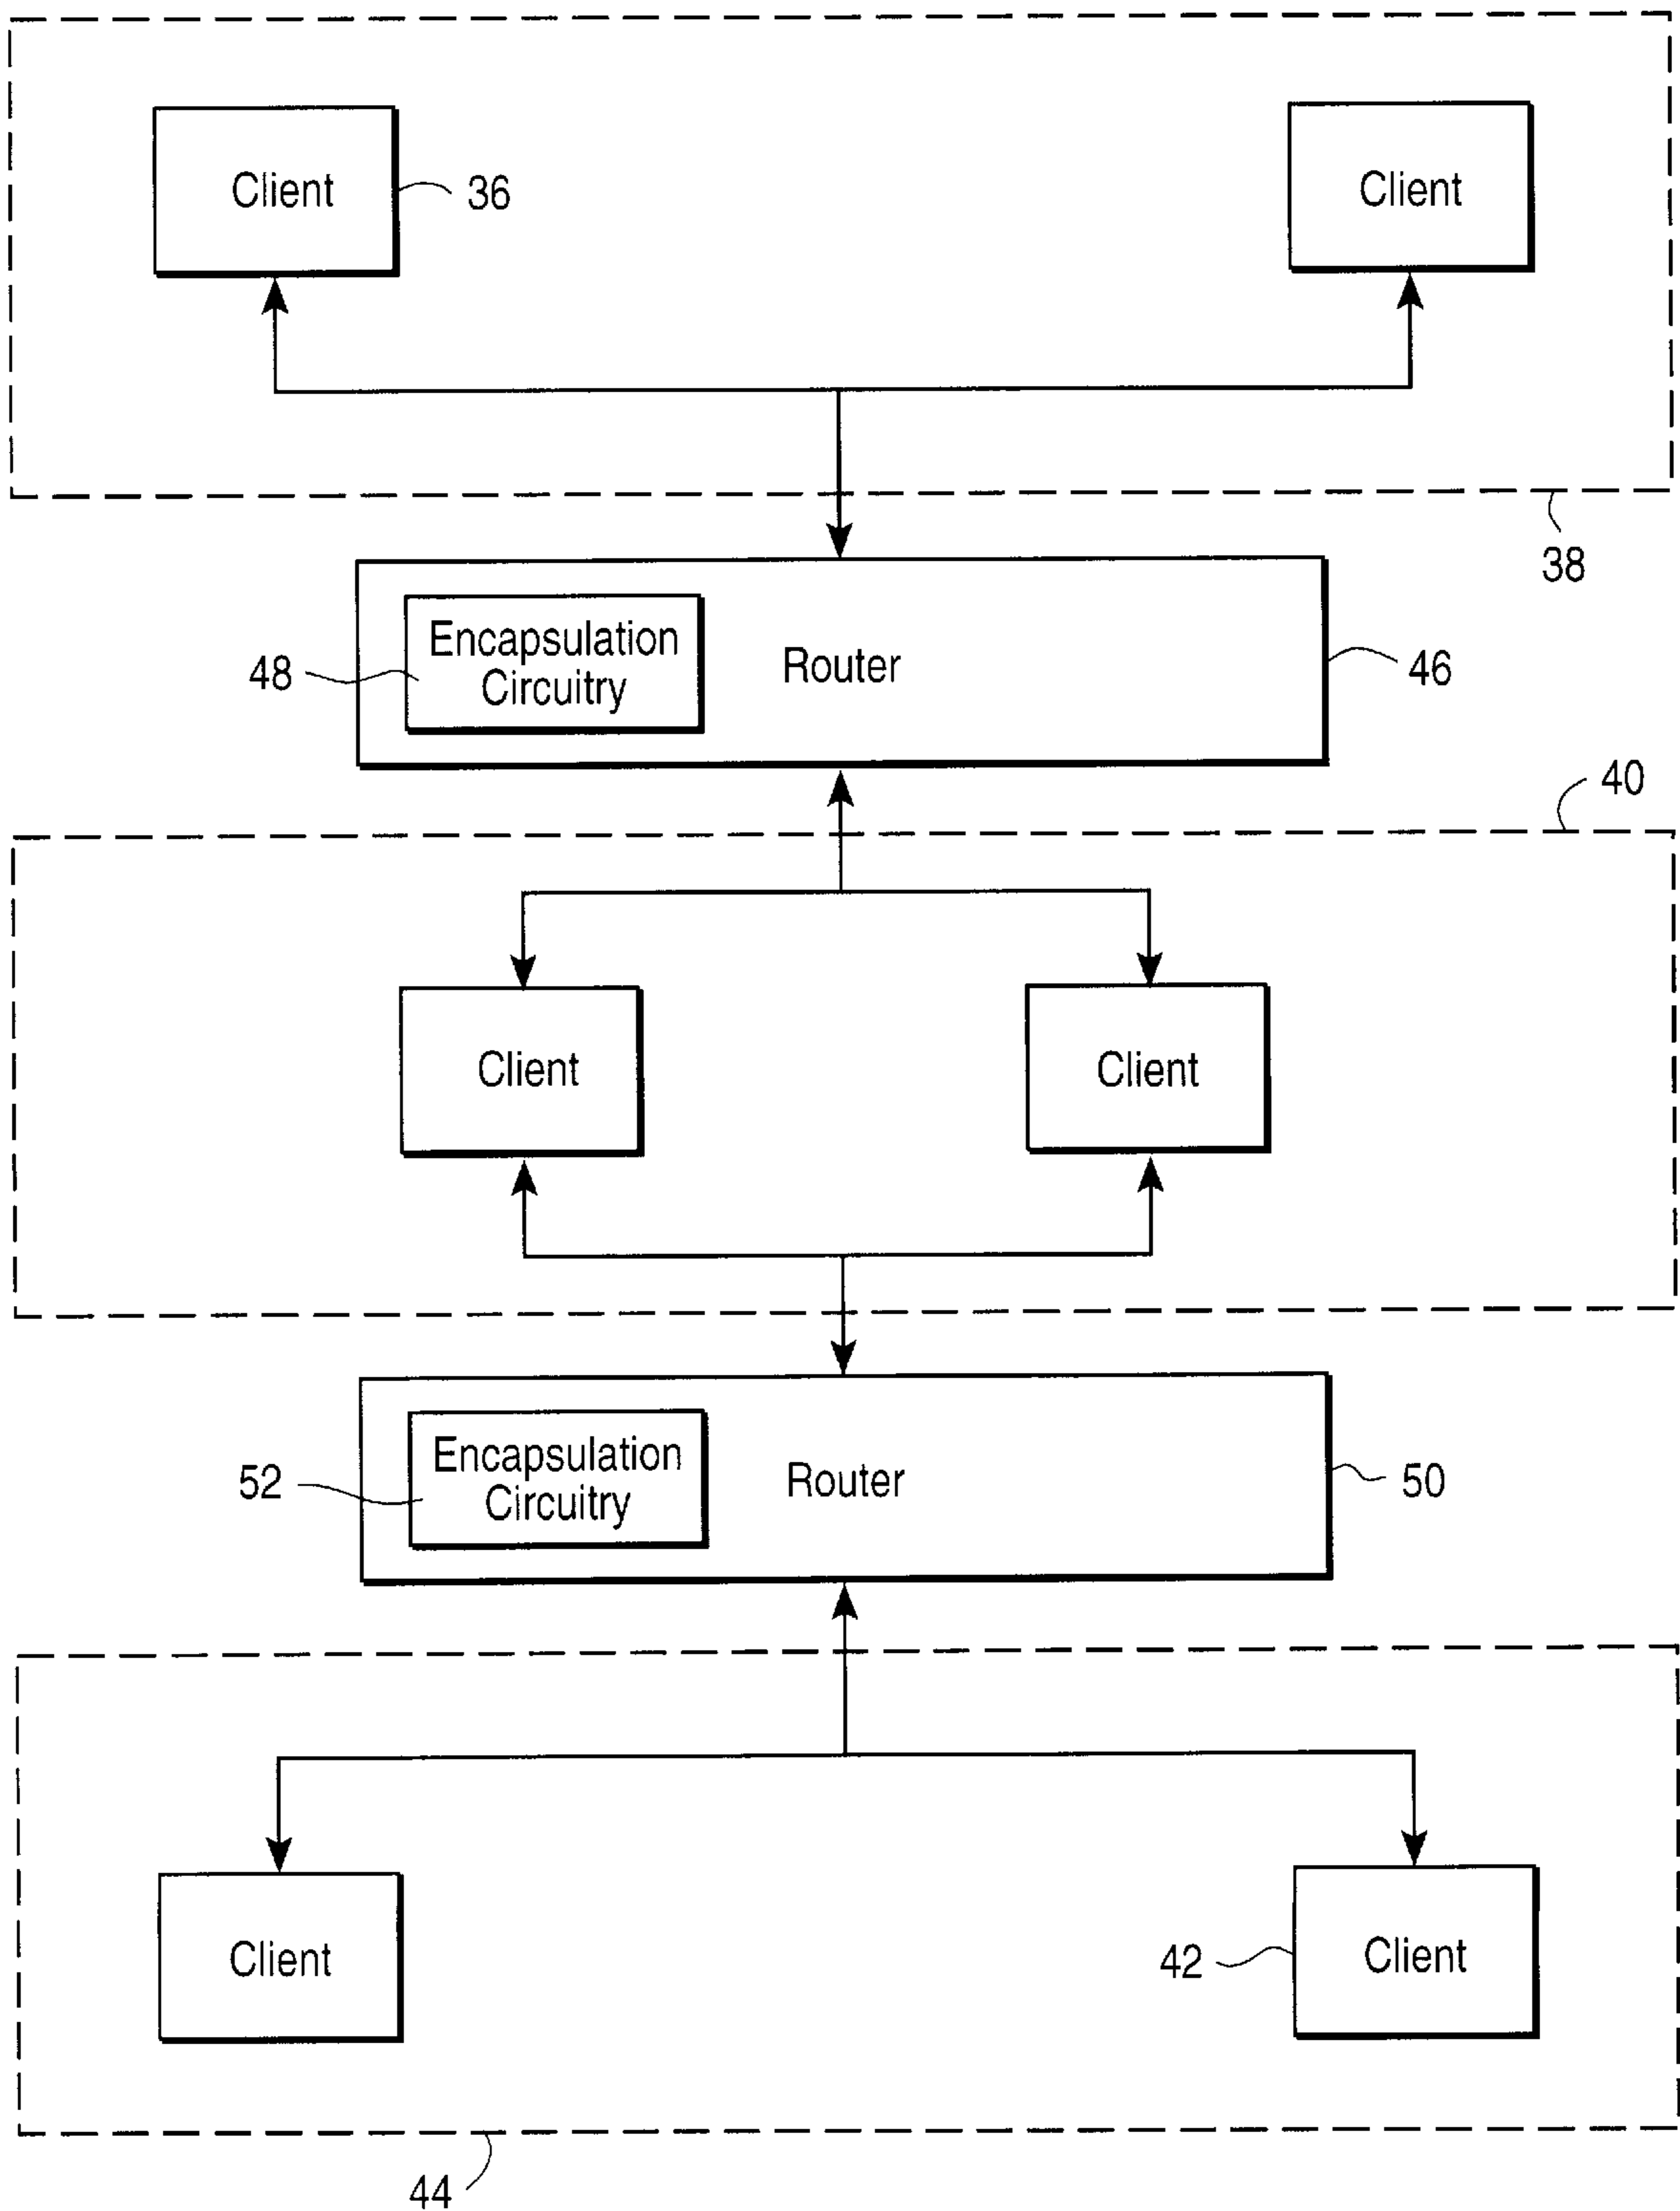 Client
36
Client
38
Encapsulation
Circuitry
48
Router
46
40
Client
Client
Encapsulation
Circuitry
52
Router
50
Client
42
Client
44